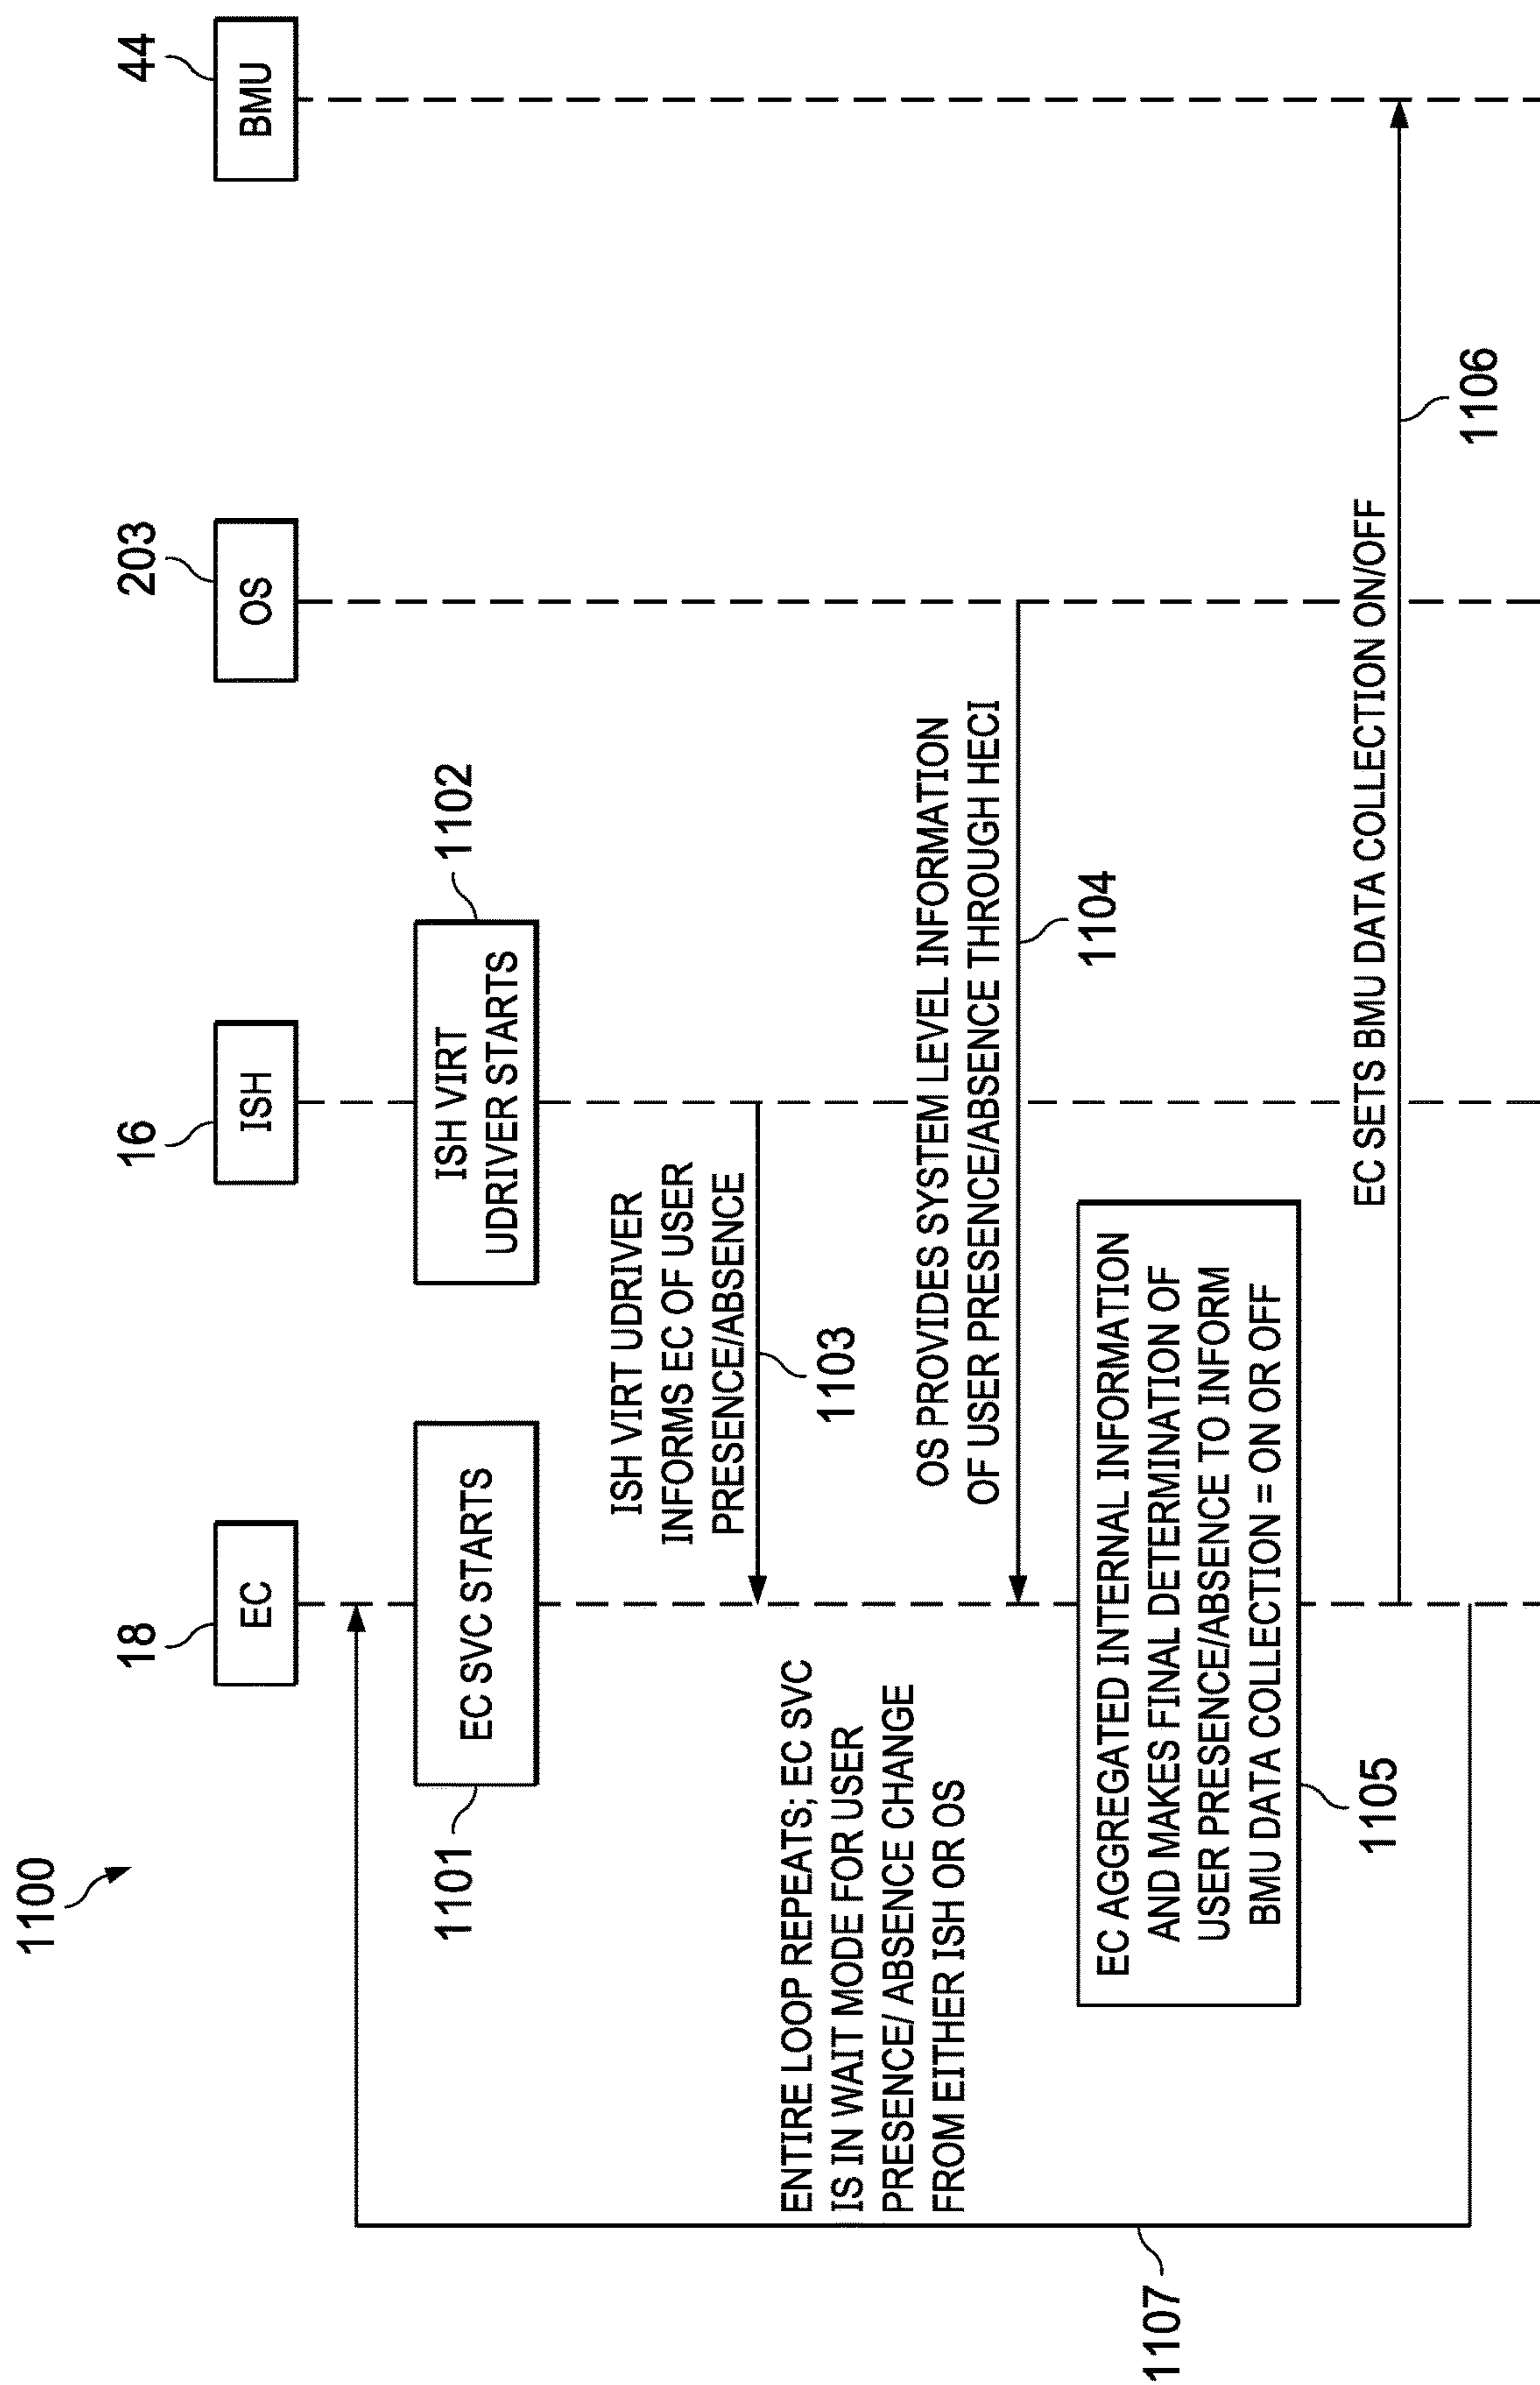 1100
18
EC
16
ISH
203
OS
44
BMU
1101
EC SVC STARTS
1102
ISH VIRT
UDRIVER STARTS
ISH VIRT UDRIVER
INFORMS EC OF USER
PRESENCE/ABSENCE
1103
ENTIRE LOOP REPEATS; EC SVC
IS IN WAIT MODE FOR USER
PRESENCE/ ABSENCE CHANGE
FROM EITHER ISH OR OS
OS PROVIDES SYSTEM LEVEL INFORMATION
OF USER PRESENCE/ABSENCE THROUGH HECI
1104
EC AGGREGATED INTERNAL INFORMATION
AND MAKES FINAL DETERMINATION OF
USER PRESENCE/ABSENCE TO INFORM
BMU DATA COLLECTION = ON OR OFF
1105
EC SETS BMU DATA COLLECTION ON/OFF
1106
1107